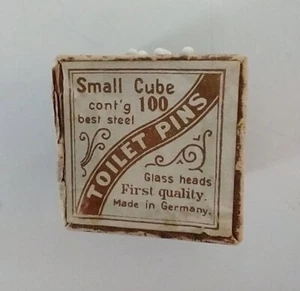 Small Cube
cont'g 100
best steel
TOILET PINS
Glass heads
First quality.
Made in Germany.